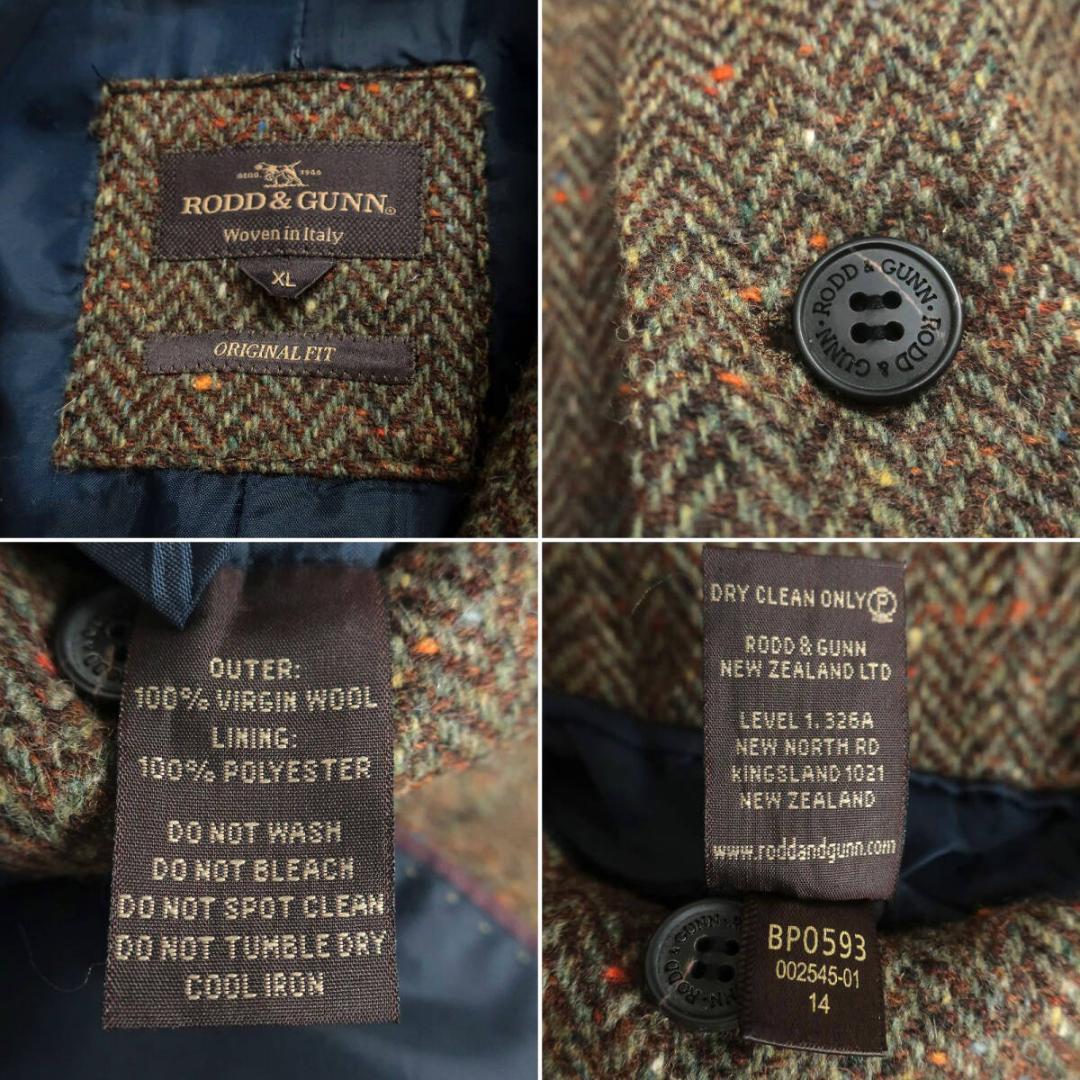 ESTD. 1946
RODD & GUNN®
Woven in Italy
XL
ORIGINAL FIT
RODD & GUNN · RODD & GUNN ·
OUTER:
100% VIRGIN WOOL
LINING:
100% POLYESTER
DO NOT WASH
DO NOT BLEACH
DO NOT SPOT CLEAN
DO NOT TUMBLE DRY
COOL IRON
DRY CLEAN ONLY Ⓟ
RODD & GUNN
NEW ZEALAND LTD
LEVEL 1. 326A
NEW NORTH RD
KINGSLAND 1021
NEW ZEALAND
www.roddandgunn.com
RODD & GUNN · RODD
BP0593
002545-01
14